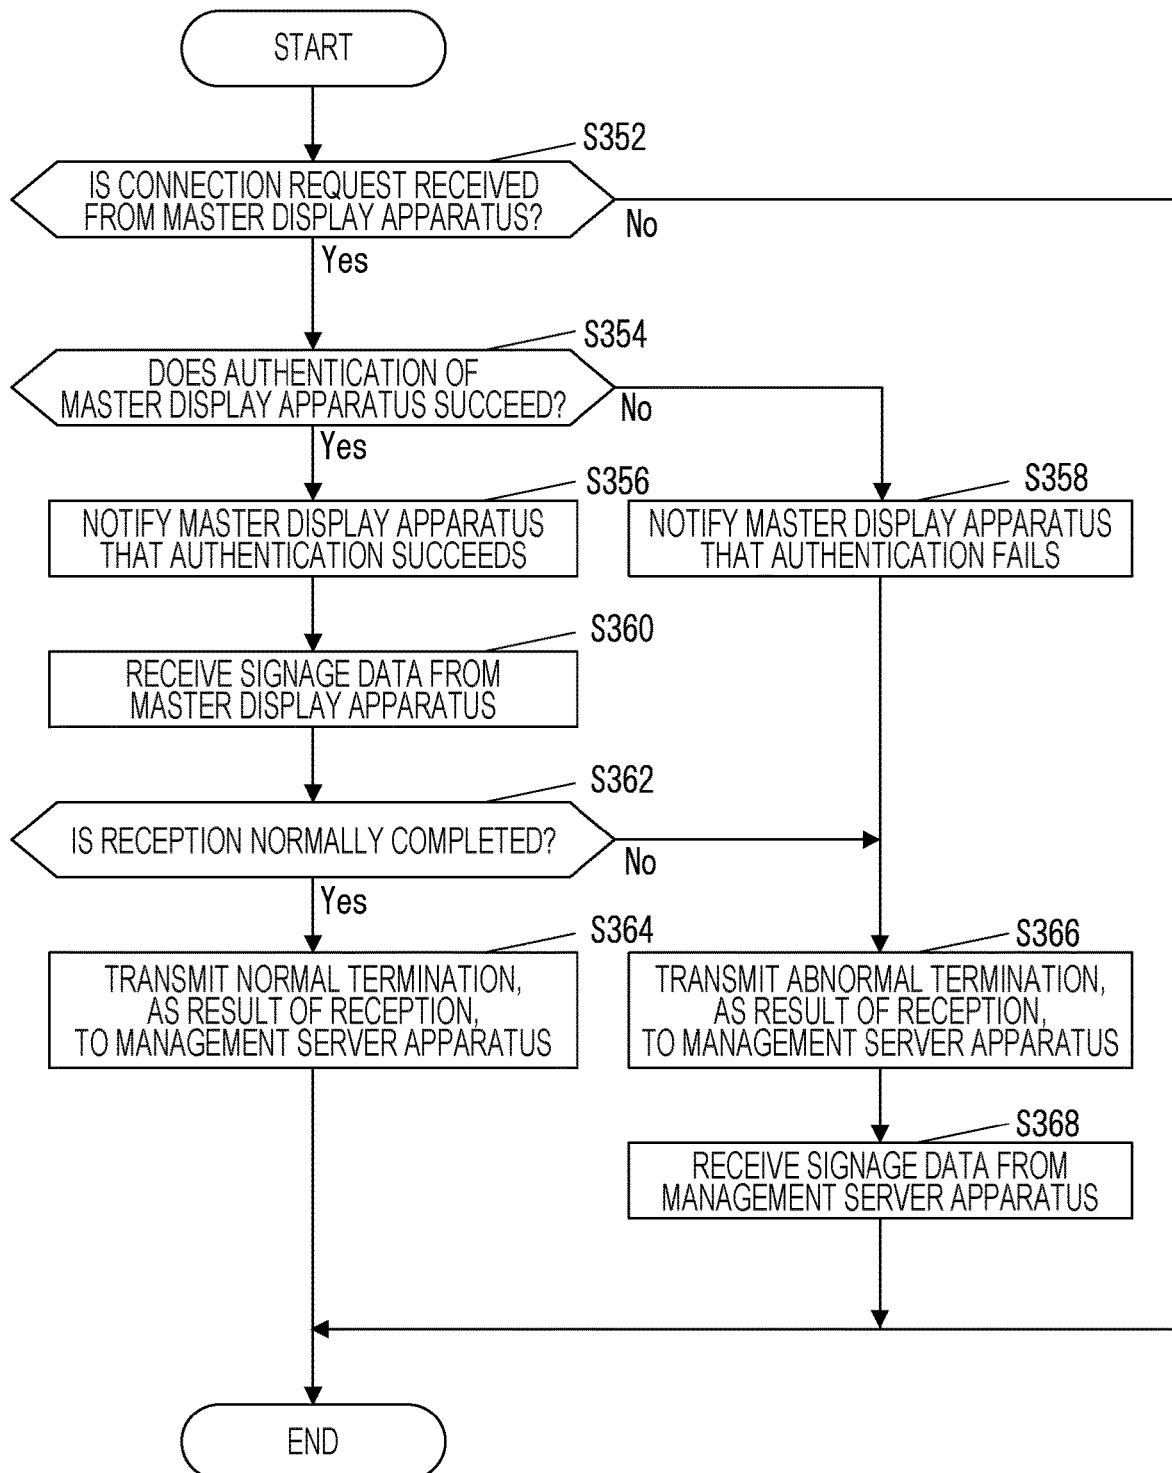 START
S352
IS CONNECTION REQUEST RECEIVED
FROM MASTER DISPLAY APPARATUS?
No
Yes
S354
DOES AUTHENTICATION OF
MASTER DISPLAY APPARATUS SUCCEED?
No
Yes
S356
NOTIFY MASTER DISPLAY APPARATUS
THAT AUTHENTICATION SUCCEEDS
S358
NOTIFY MASTER DISPLAY APPARATUS
THAT AUTHENTICATION FAILS
S360
RECEIVE SIGNAGE DATA FROM
MASTER DISPLAY APPARATUS
S362
IS RECEPTION NORMALLY COMPLETED?
No
Yes
S364
TRANSMIT NORMAL TERMINATION,
AS RESULT OF RECEPTION,
TO MANAGEMENT SERVER APPARATUS
S366
TRANSMIT ABNORMAL TERMINATION,
AS RESULT OF RECEPTION,
TO MANAGEMENT SERVER APPARATUS
S368
RECEIVE SIGNAGE DATA FROM
MANAGEMENT SERVER APPARATUS
END